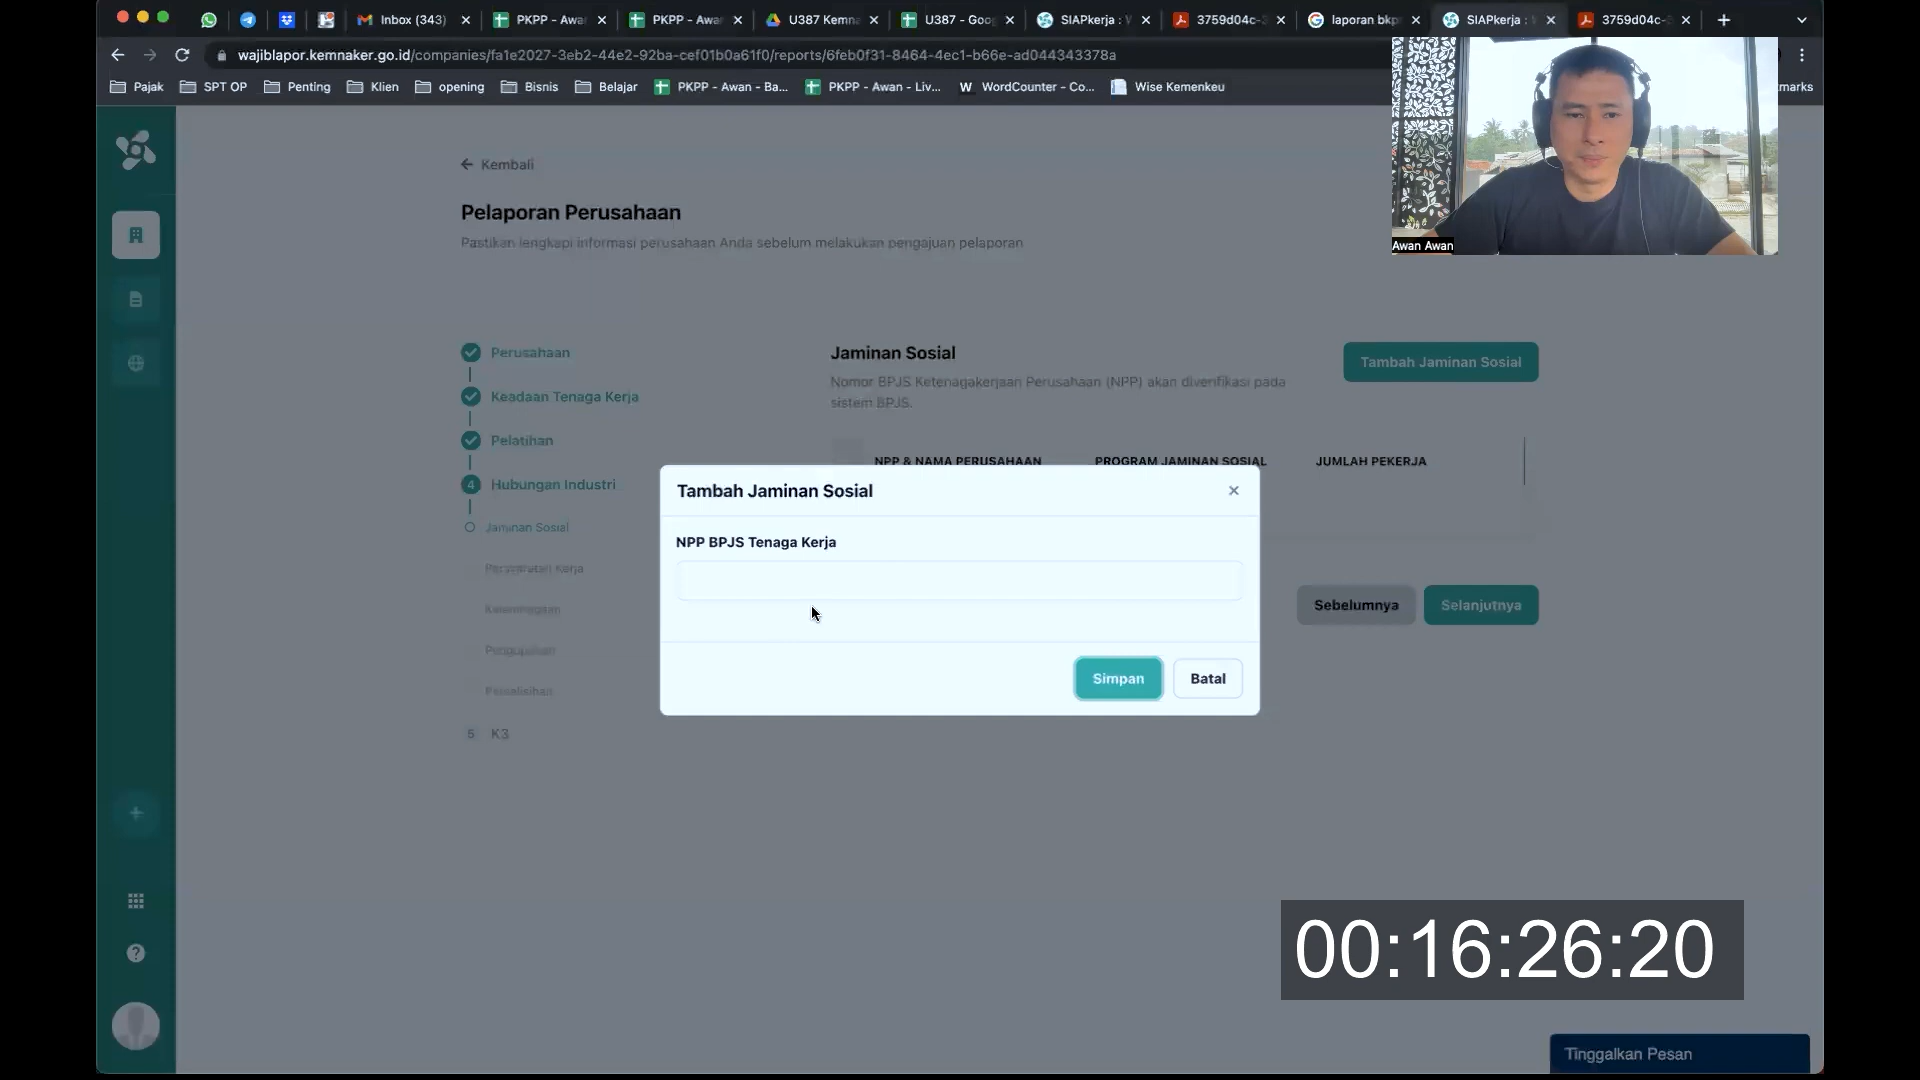 Inbox (343)
PKPP - Awa
PKPP - Awa
U387 Kemn
U387 - Goo
SIAPkerja :
3759d04c-
laporan bkp
SIAPkerja :
3759d04c-
wajiblapor.kemnaker.go.id/companies/fa1e2027-3eb2-44e2-92ba-cef01b0a61f0/reports/6feb0f31-8464-4ec1-b66e-ad044343378a
Pajak
SPT OP
Penting
Klien
opening
Bisnis
Belajar
PKPP - Awan - Ba...
PKPP - Awan - Liv...
WordCounter - Co...
Wise Kemenkeu
marks
Awan Awan
Kembali
Pelaporan Perusahaan
Pastikan lengkapi informasi perusahaan Anda sebelum melakukan pengajuan pelaporan
Perusahaan
Keadaan Tenaga Kerja
Pelatihan
4 Hubungan Industri
Jaminan Sosial
Persyaratan Kerja
Kelembagaan
Pengupahan
Perselisihan
5 K3
Jaminan Sosial
Nomor BPJS Ketenagakerjaan Perusahaan (NPP) akan diverifikasi pada
sistem BPJS.
Tambah Jaminan Sosial
NPP & NAMA PERUSAHAAN
PROGRAM JAMINAN SOSIAL
JUMLAH PEKERJA
Tambah Jaminan Sosial
NPP BPJS Tenaga Kerja
Simpan
Batal
Sebelumnya
Selanjutnya
00:16:26:20
Tinggalkan Pesan